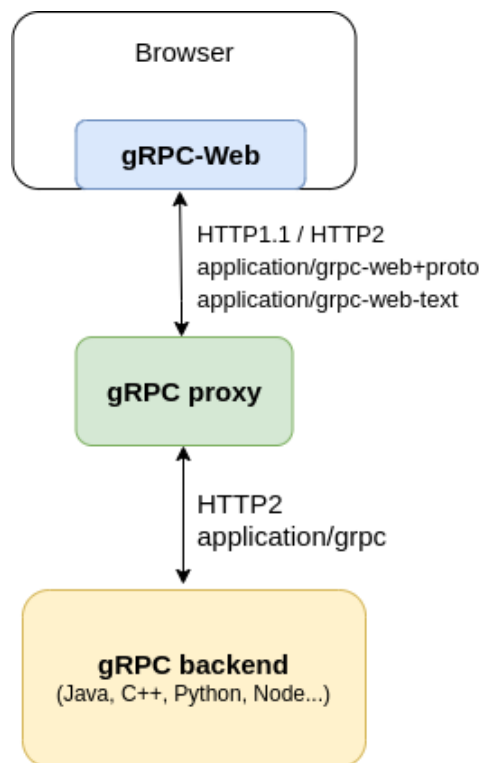 Browser
gRPC-Web
HTTP1.1 / HTTP2
application/grpc-web+proto
application/grpc-web-text
gRPC proxy
HTTP2
application/grpc
gRPC backend
(Java, C++, Python, Node...)